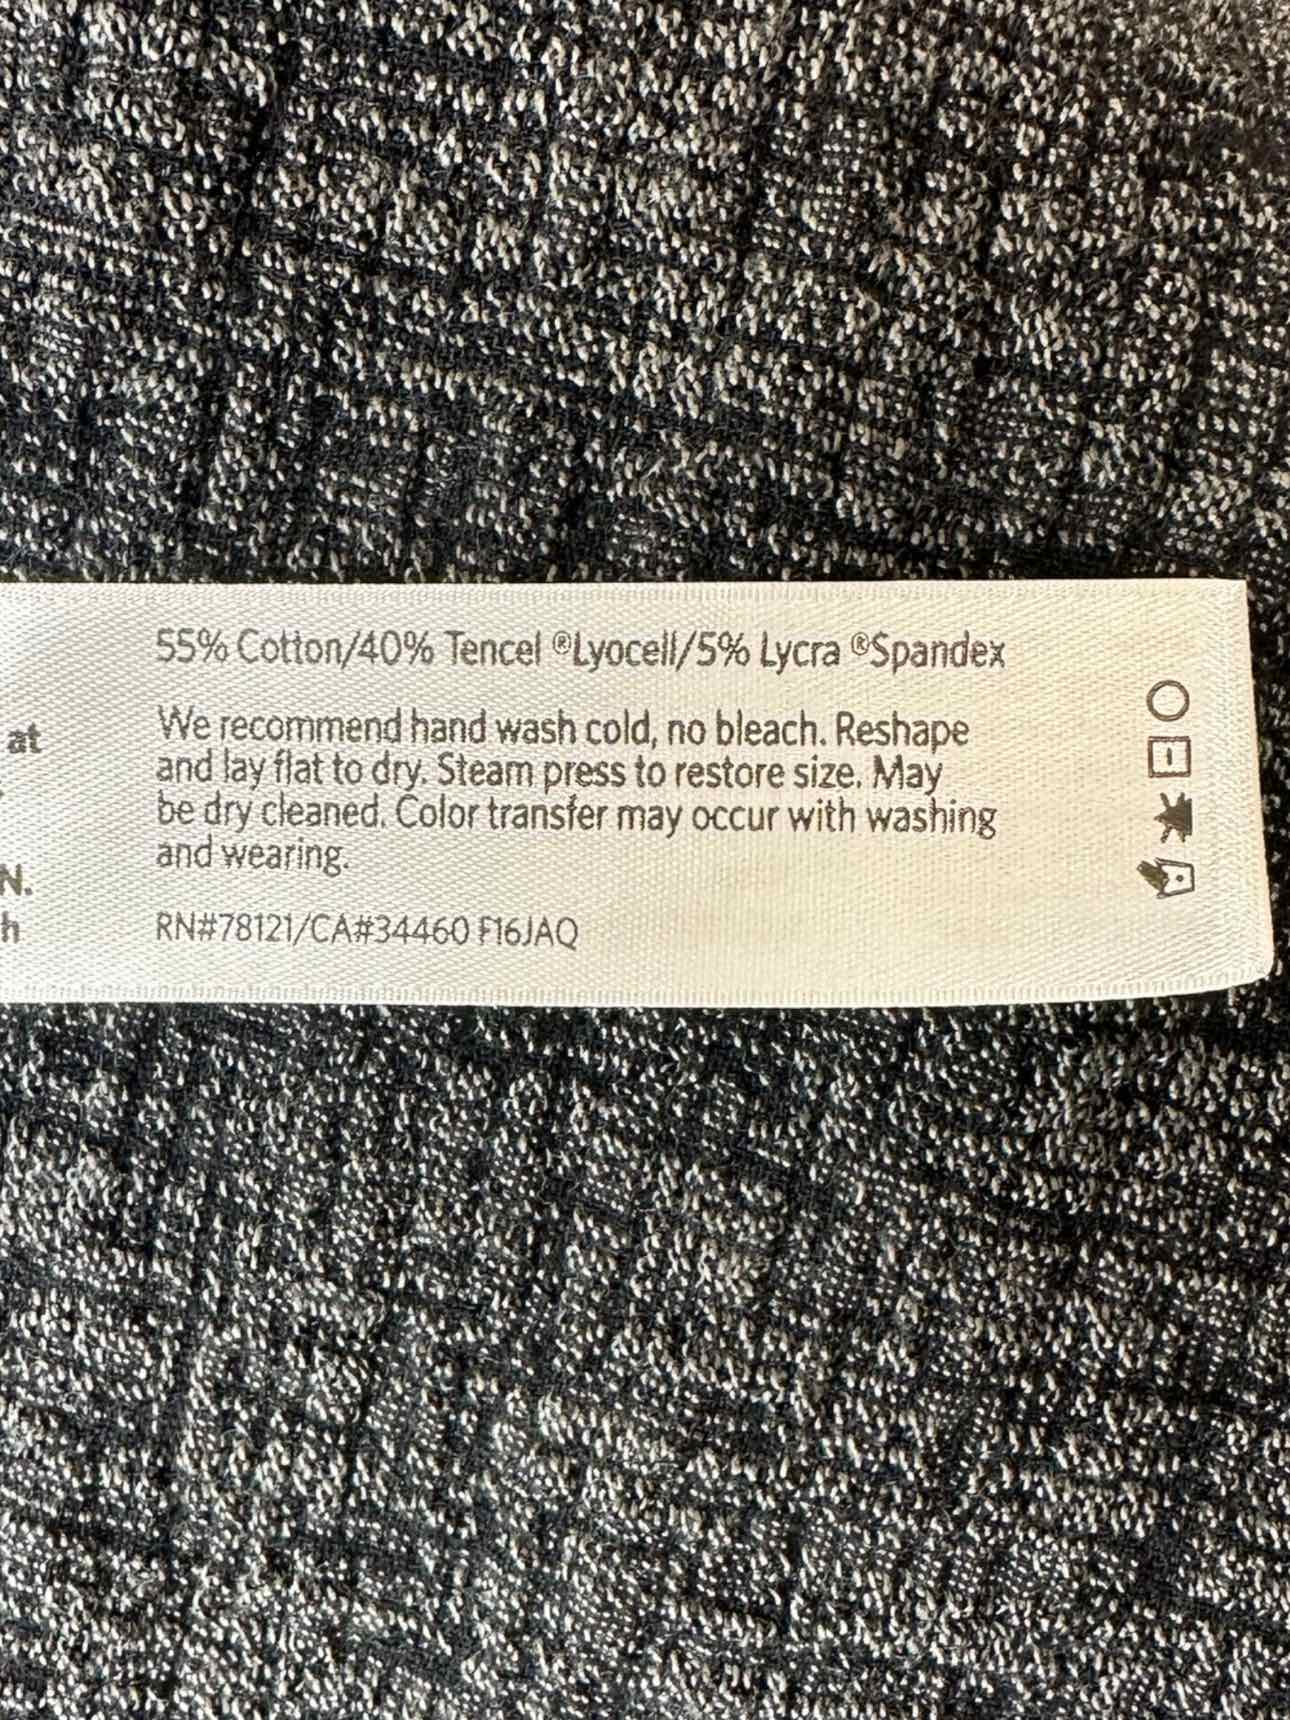 55% Cotton/40% Tencel ®Lyocell/5% Lycra ®Spandex
We recommend hand wash cold, no bleach. Reshape
and lay flat to dry. Steam press to restore size. May
be dry cleaned. Color transfer may occur with washing
and wearing.
RN#78121/CA#34460 F16JAQ
at
N.
h